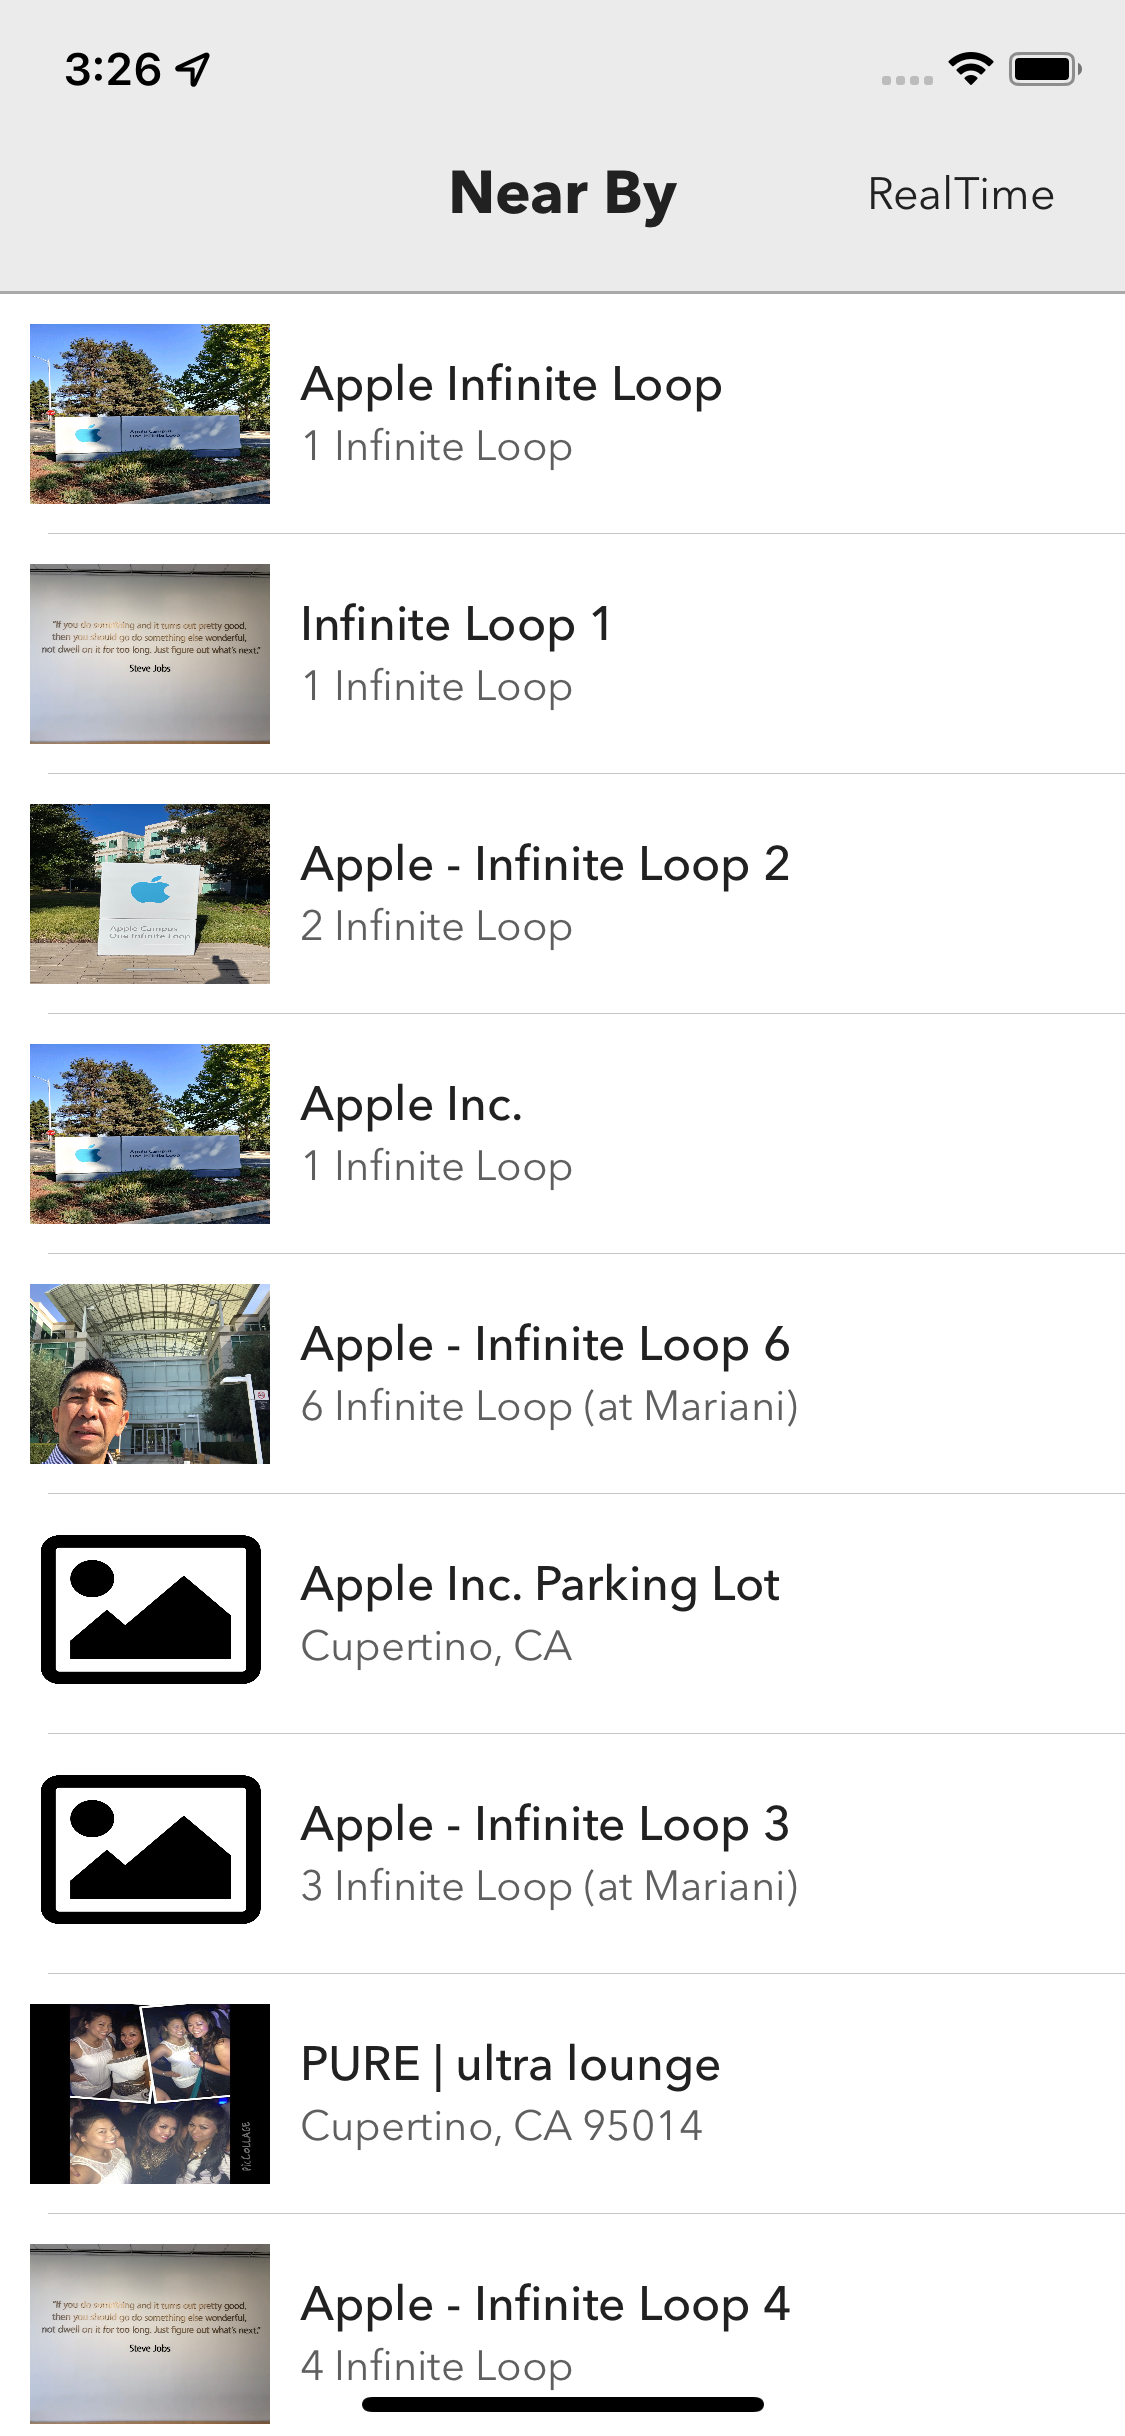 3:26
Near By
RealTime
Apple Infinite Loop
1 Infinite Loop
"If you do something and it turns out pretty good,
then you should go do something else wonderful,
not dwell on it for too long. Just figure out what's next."
Steve Jobs
Infinite Loop 1
1 Infinite Loop
Apple Campus
One Infinite Loop
Apple - Infinite Loop 2
2 Infinite Loop
Apple Inc.
1 Infinite Loop
Apple - Infinite Loop 6
6 Infinite Loop (at Mariani)
Apple Inc. Parking Lot
Cupertino, CA
Apple - Infinite Loop 3
3 Infinite Loop (at Mariani)
PIC COLLAGE
PURE | ultra lounge
Cupertino, CA 95014
"If you do something and it turns out pretty good,
then you should go do something else wonderful,
not dwell on it for too long. Just figure out what's next."
Steve Jobs
Apple - Infinite Loop 4
4 Infinite Loop